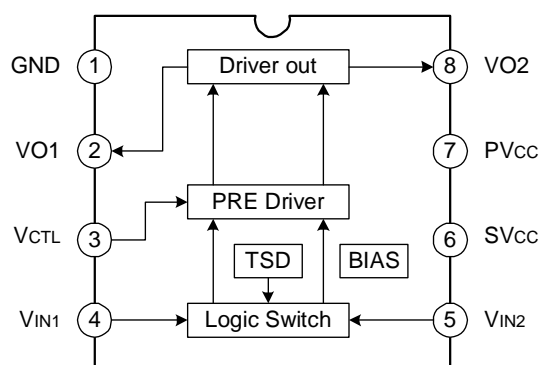 GND 1 Driver out 8 VO2
VO1 2 7 PVCC
PRE Driver
VCTL 3 6 SVCC
TSD BIAS
VIN1 4 Logic Switch 5 VIN2